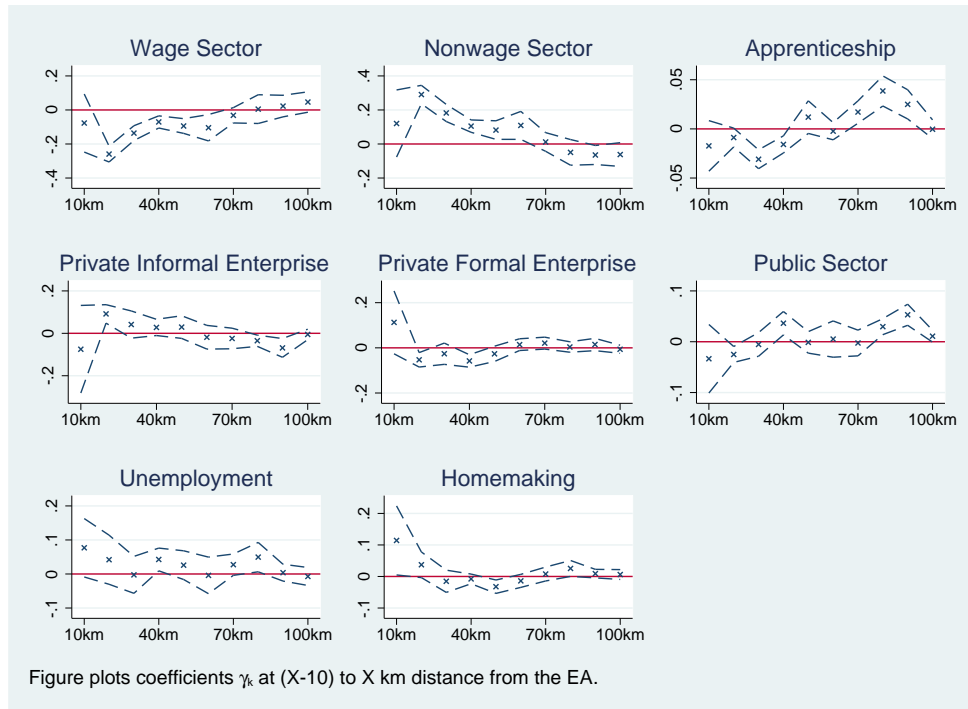 Wage Sector
.2
0
-.2
-.4
10km 40km 70km 100km
Nonwage Sector
.4
.2
0
-.2
10km 40km 70km 100km
Apprenticeship
.05
0
-.05
10km 40km 70km 100km
Private Informal Enterprise
.2
0
-.2
10km 40km 70km 100km
Private Formal Enterprise
.2
0
-.2
10km 40km 70km 100km
Public Sector
.1
0
-.1
10km 40km 70km 100km
Unemployment
.2
.1
0
-.1
10km 40km 70km 100km
Homemaking
.2
.1
0
-.1
10km 40km 70km 100km
Figure plots coefficients γk at (X-10) to X km distance from the EA.